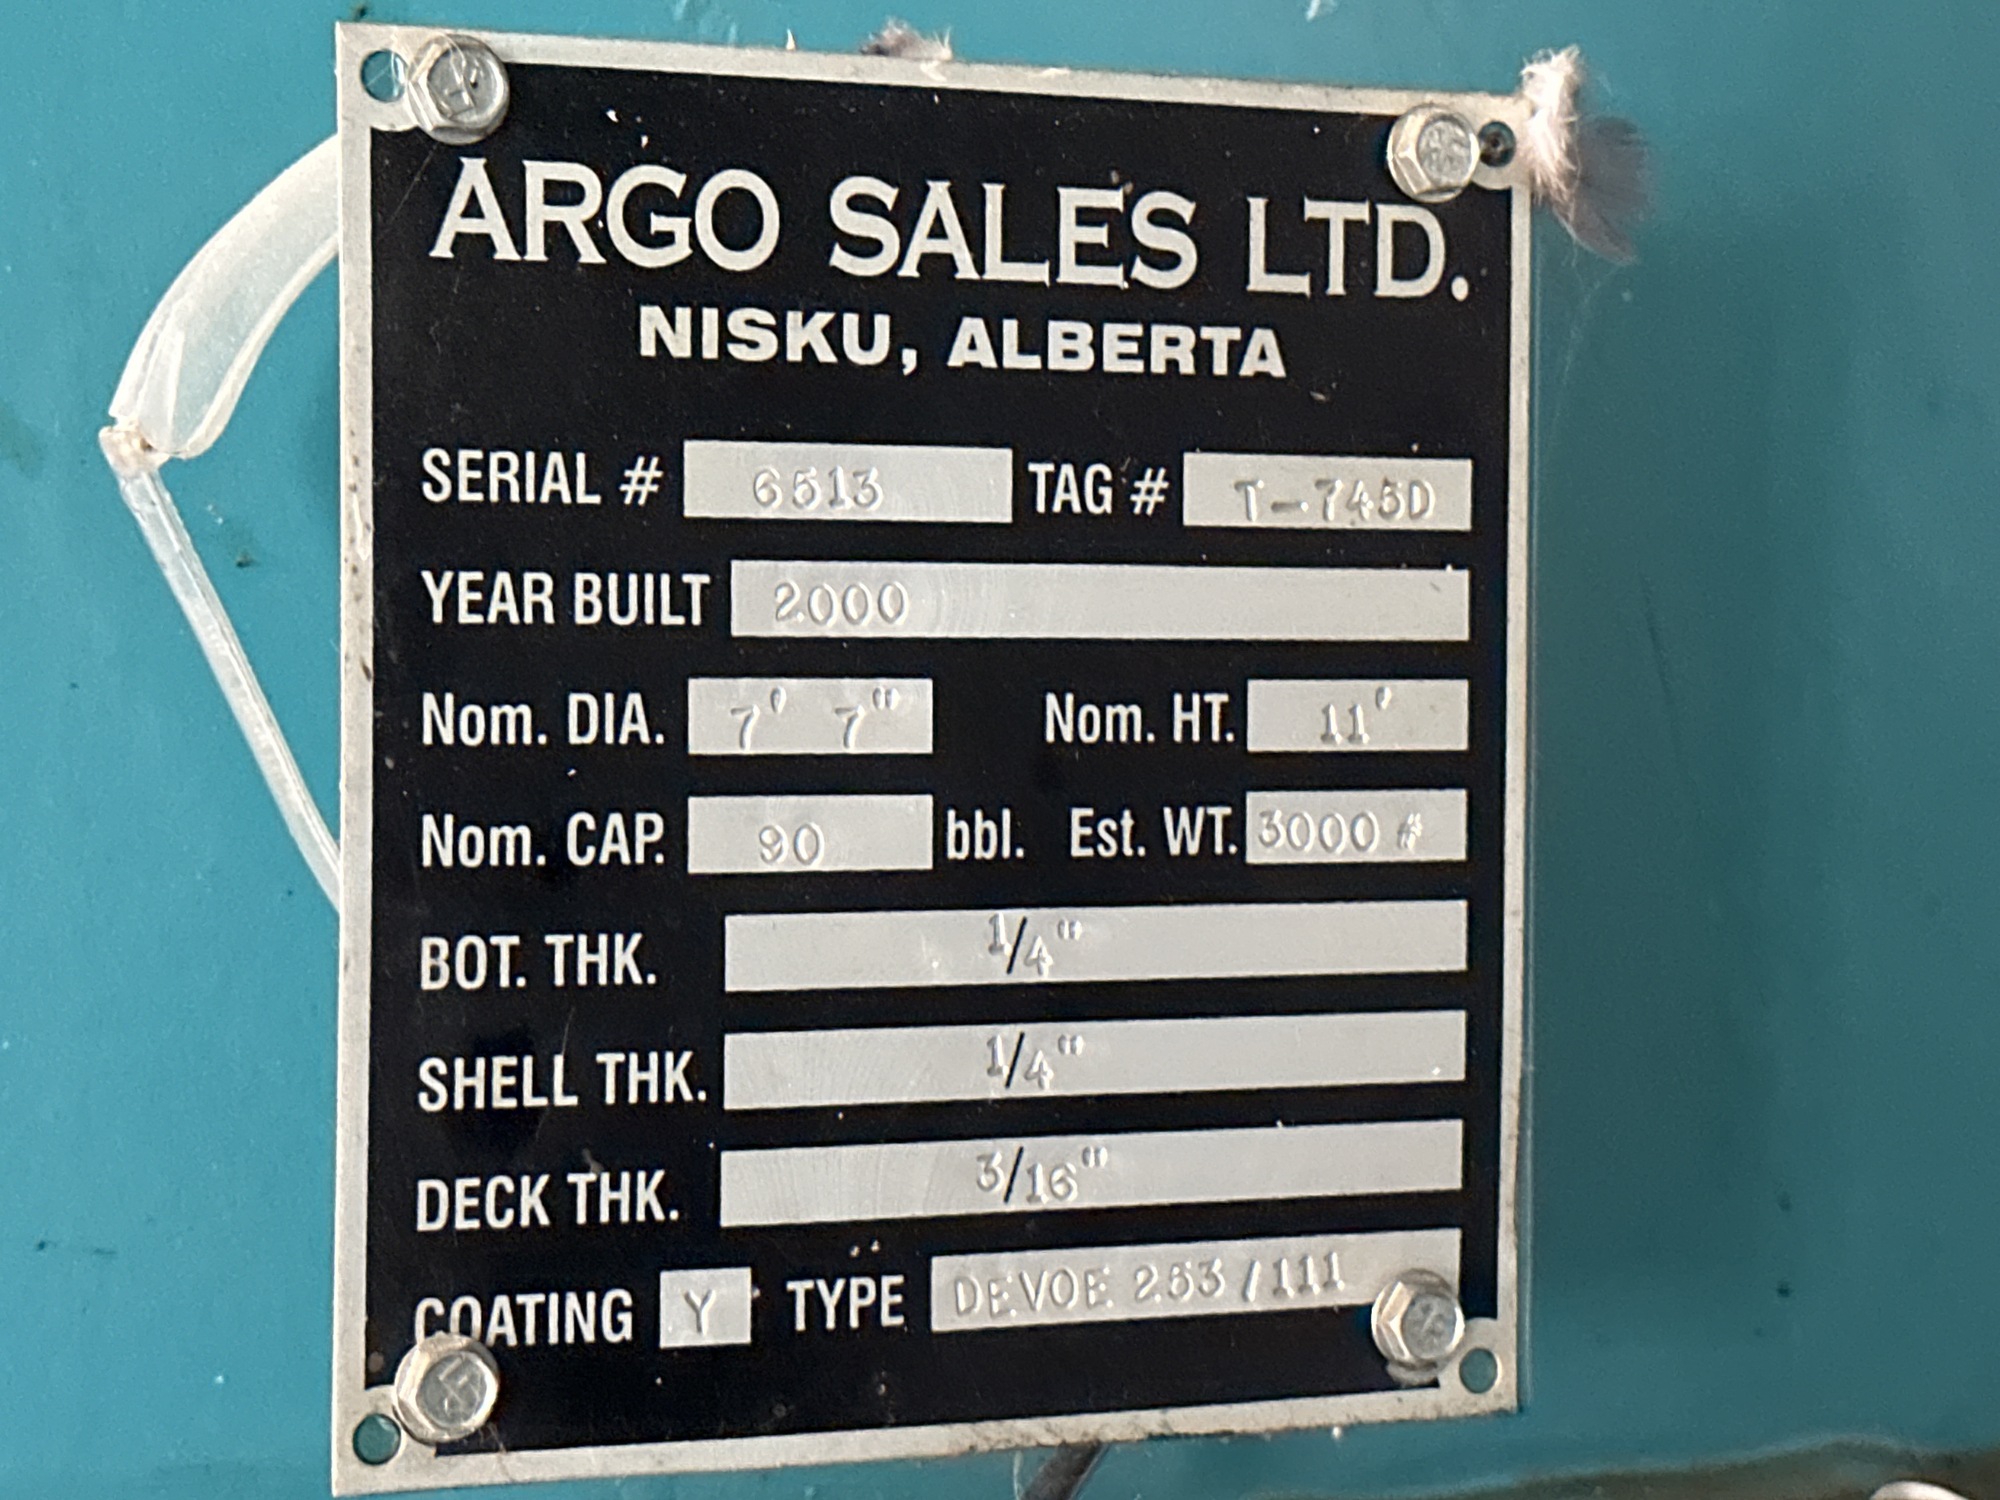 ARGO SALES LTD.
NISKU, ALBERTA
SERIAL # 6513 TAG # T-745D
YEAR BUILT 2000
Nom. DIA. 7' 7" Nom. HT. 11'
Nom. CAP. 90 bbl. Est. WT. 3000 #
BOT. THK. 1/4"
SHELL THK. 1/4"
DECK THK. 3/16"
COATING Y TYPE DEVOE 253/111